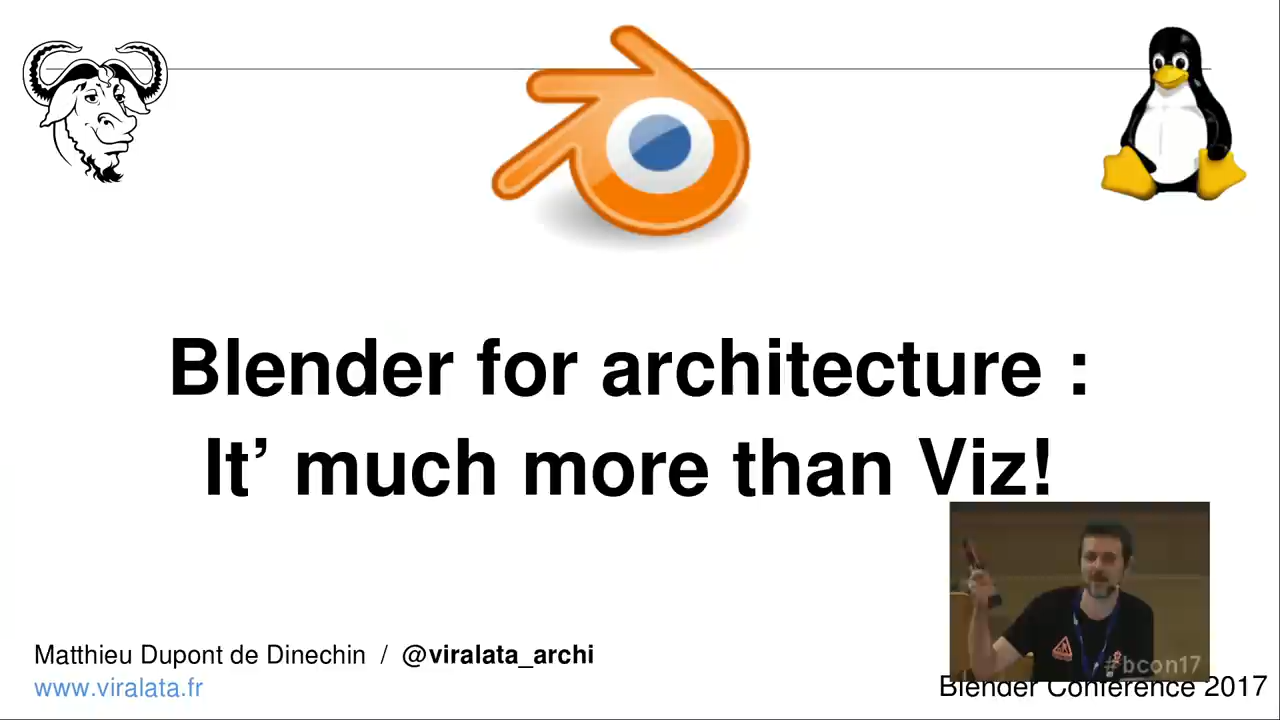 Blender for architecture :
It’ much more than Viz!
Matthieu Dupont de Dinechin / @viralata_archi
www.viralata.fr
#bcon17
Blender Conference 2017